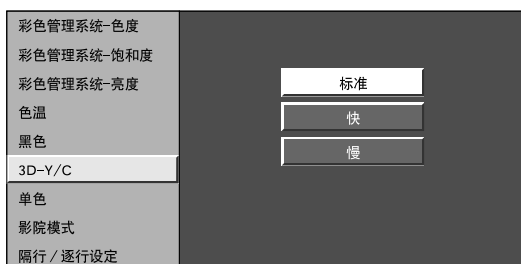 彩色管理系统-色度
彩色管理系统-饱和度
彩色管理系统-亮度
色温
黑色
3D-Y/C
单色
影院模式
隔行/逐行设定
标准
快
慢